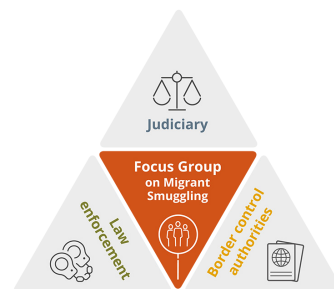 Judiciary
Focus Group
on Migrant
Smuggling
Law
enforcement
Border control
authorities